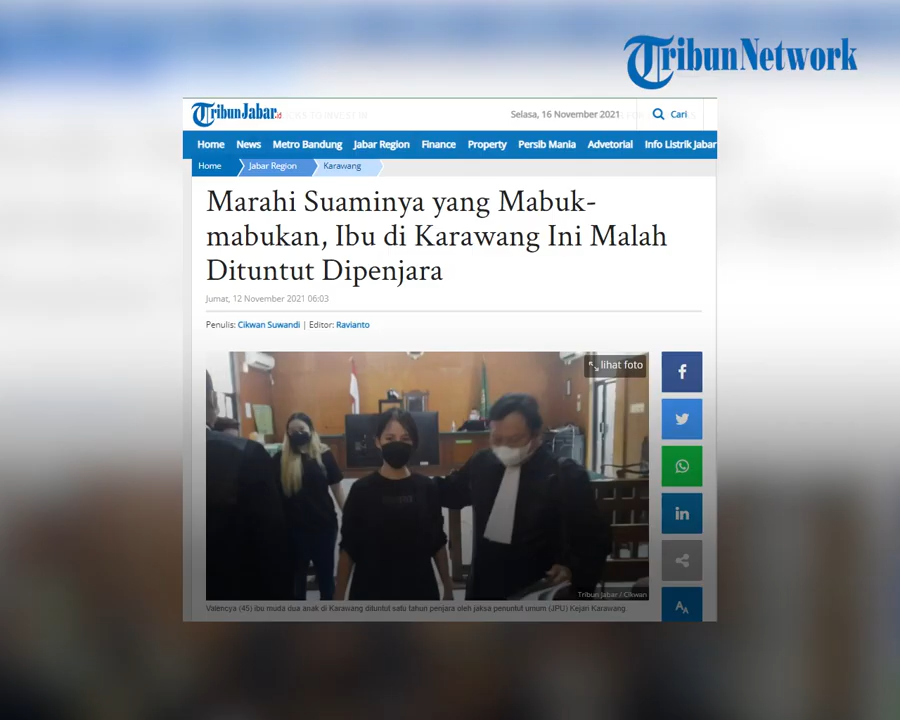 TribunNetwork
TribunJabar.id
Selasa, 16 November 2021
Cari
Home News Metro Bandung Jabar Region Finance Property Persib Mania Advetorial Info Listrik Jabar
Home Jabar Region Karawang
Marahi Suaminya yang Mabuk-
mabukan, Ibu di Karawang Ini Malah
Dituntut Dipenjara
Jumat, 12 November 2021 06:03
Penulis: Cikwan Suwandi | Editor: Ravianto
lihat foto
Tribun Jabar / Cikwan
Valencya (45) ibu muda dua anak di Karawang dituntut satu tahun penjara oleh jaksa penuntut umum (JPU) Kejari Karawang.
AA